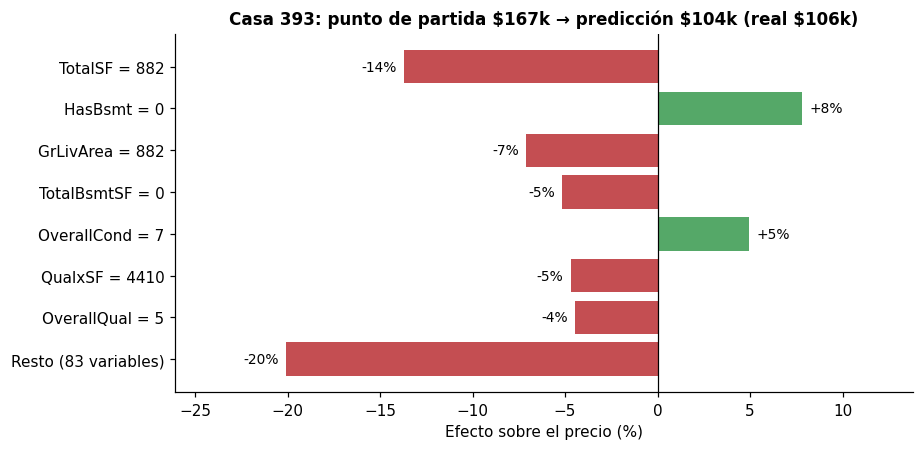 Casa 393: punto de partida $167k → predicción $104k (real $106k)
TotalSF = 882
-14%
HasBsmt = 0
+8%
GrLivArea = 882
-7%
TotalBsmtSF = 0
-5%
OverallCond = 7
+5%
QualxSF = 4410
-5%
OverallQual = 5
-4%
Resto (83 variables)
-20%
−25 −20 −15 −10 −5 0 5 10
Efecto sobre el precio (%)